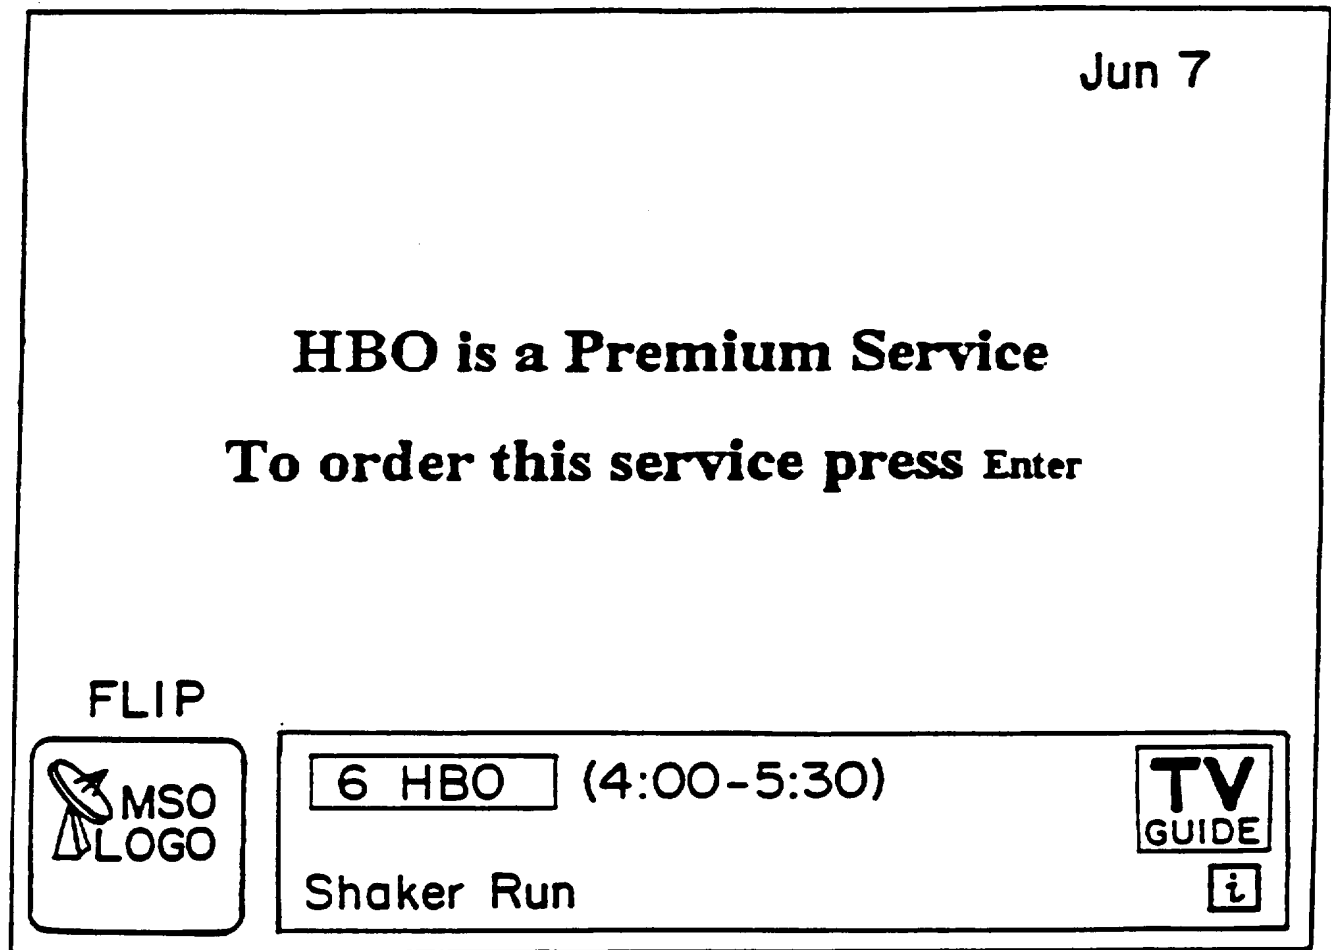 Jun 7
HBO is a Premium Service
To order this service press Enter
FLIP
MSO
LOGO
6 HBO (4:00-5:30)
TV
GUIDE
Shaker Run
i